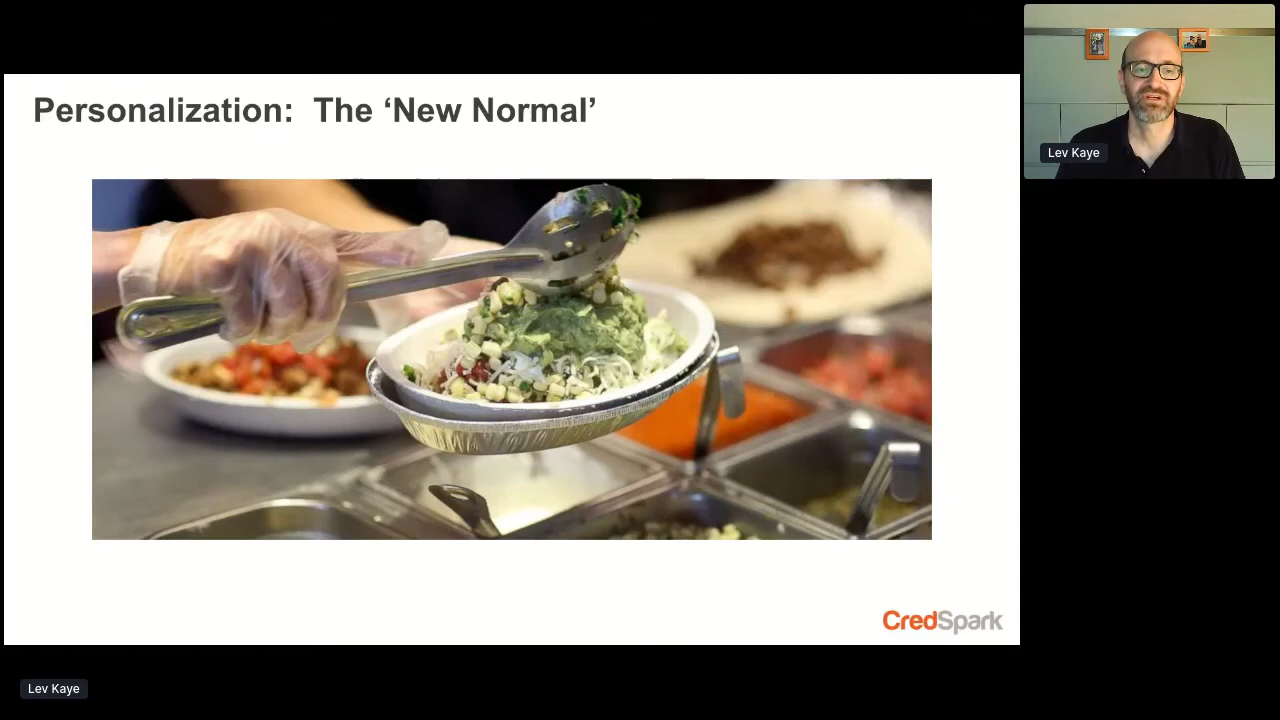 Personalization:  The ‘New Normal’
Lev Kaye
CredSpark
Lev Kaye